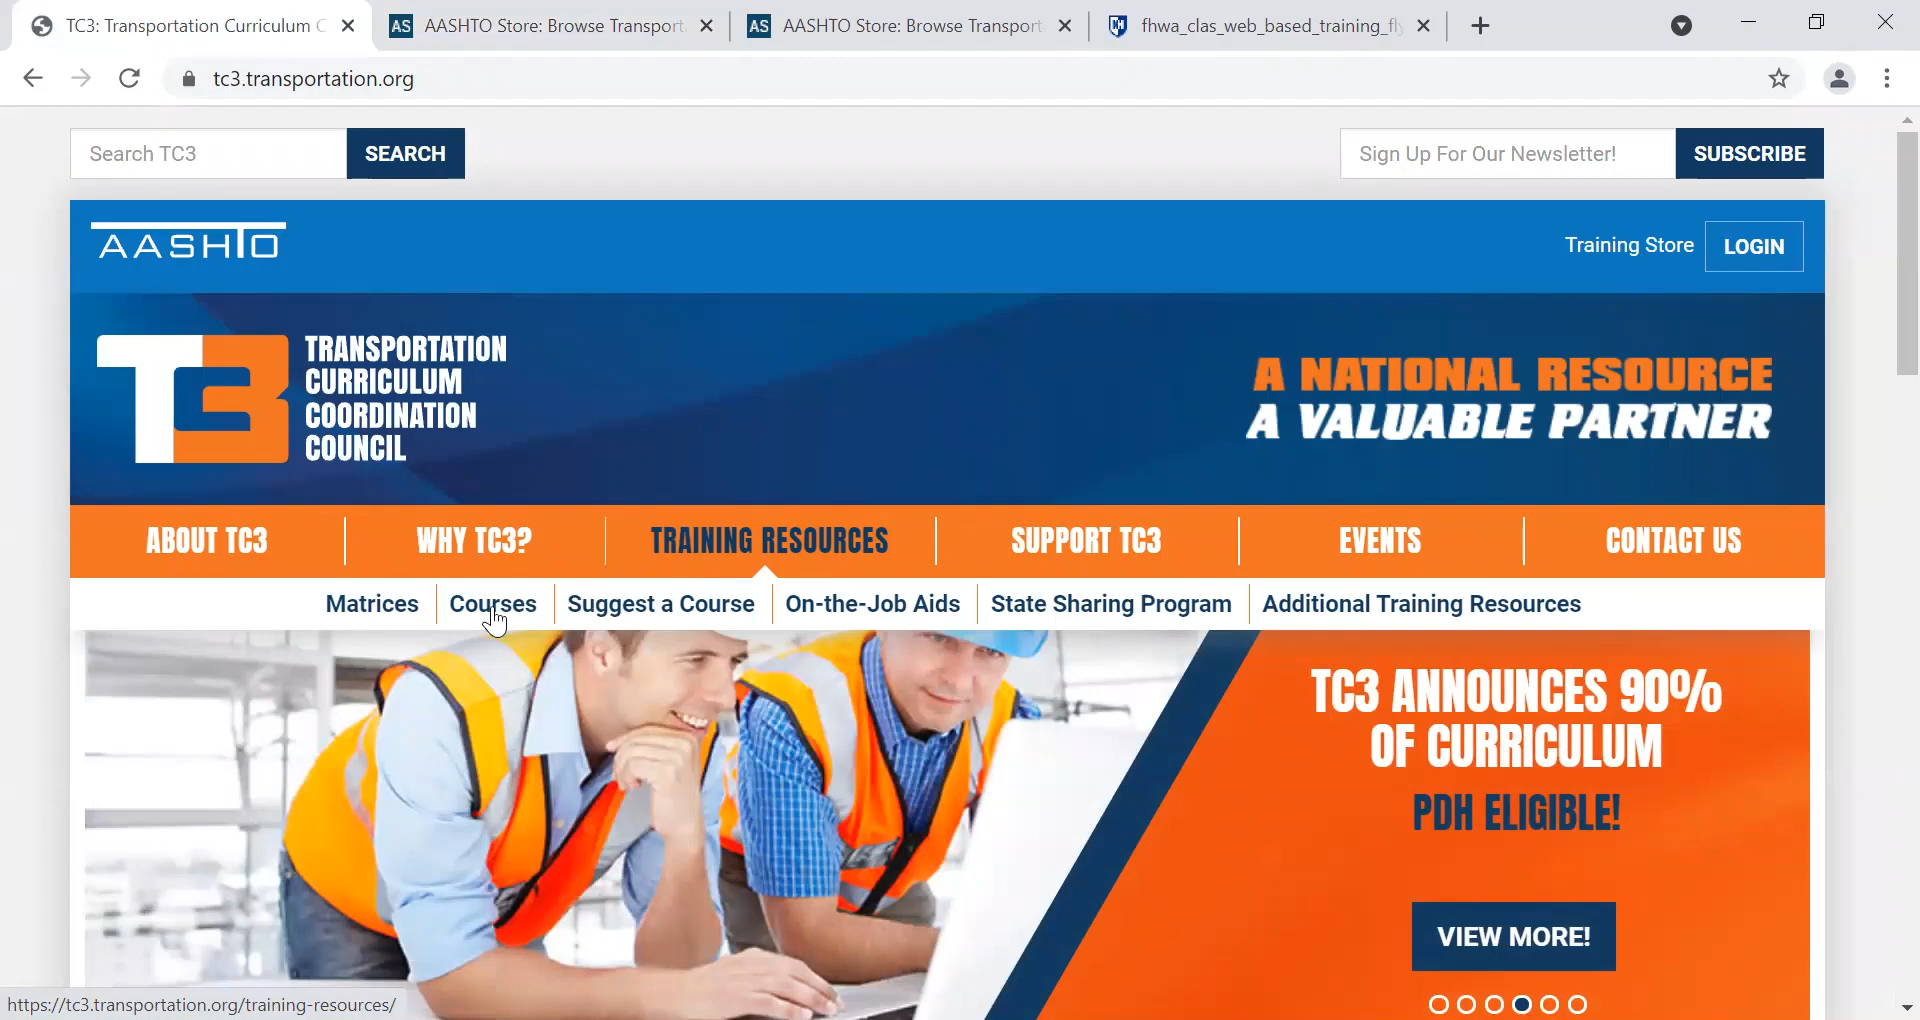 TC3: Transportation Curriculum C
AASHTO Store: Browse Transport
AASHTO Store: Browse Transport
fhwa_clas_web_based_training_fl
tc3.transportation.org
Search TC3
SEARCH
Sign Up For Our Newsletter!
SUBSCRIBE
AASHTO
Training Store
LOGIN
TC3
TRANSPORTATION
CURRICULUM
COORDINATION
COUNCIL
A NATIONAL RESOURCE
A VALUABLE PARTNER
ABOUT TC3
WHY TC3?
TRAINING RESOURCES
SUPPORT TC3
EVENTS
CONTACT US
Matrices
Courses
Suggest a Course
On-the-Job Aids
State Sharing Program
Additional Training Resources
TC3 ANNOUNCES 90%
OF CURRICULUM
PDH ELIGIBLE!
VIEW MORE!
https://tc3.transportation.org/training-resources/